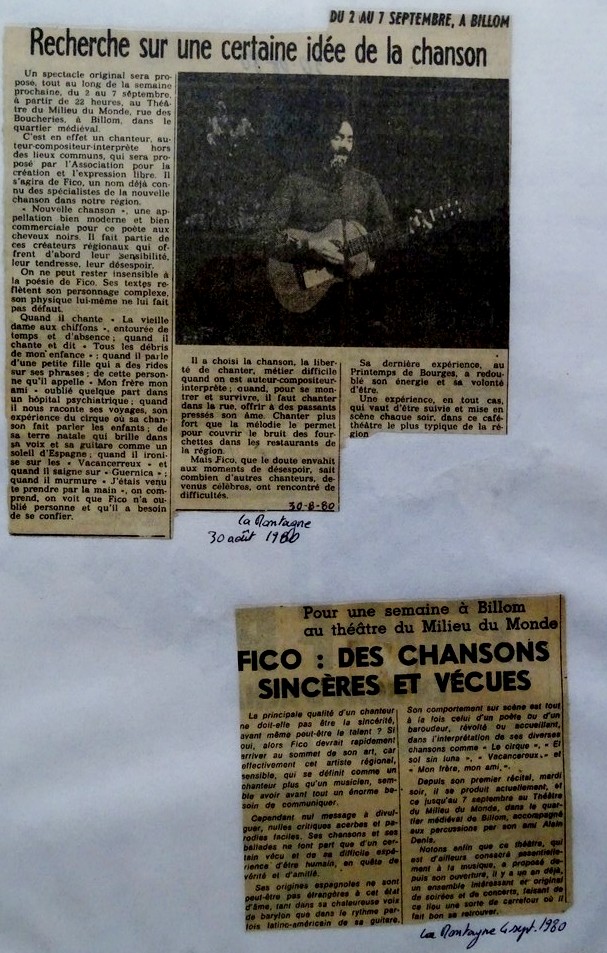 DU 2 AU 7 SEPTEMBRE, A BILLOM
Recherche sur une certaine idée de la chanson
Un spectacle original sera pro-
posé, tout au long de la semaine
prochaine, du 2 au 7 septembre,
à partir de 22 heures, au Théâ-
tre du Milieu du Monde, rue des
Boucheries, à Billom, dans le
quartier médiéval.
C'est en effet un chanteur, au-
teur-compositeur-interprète hors
des lieux communs, qui sera pro-
posé par l'Association pour la
création et l'expression libre. Il
s'agira de Fico, un nom déjà con-
nu des spécialistes de la nouvelle
chanson dans notre région.
« Nouvelle chanson », une ap-
pellation bien moderne et bien
commerciale pour ce poète aux
cheveux noirs. Il fait partie de
ces créateurs régionaux qui of-
frent d'abord leur sensibilité,
leur tendresse, leur désespoir.
On ne peut rester insensible à
la poésie de Fico. Ses textes re-
flètent son personnage complexe,
son physique lui-même ne lui fait
pas défaut.
Quand il chante « La vieille
dame aux chiffons », entourée de
temps et d'absence ; quand il
chante et dit « Tous les débris
de mon enfance » ; quand il parle
d'une petite fille qui a des rides
sur ses phrases ; de cette person-
ne qu'il appelle « Mon frère mon
ami » oublié quelque part dans
un hôpital psychiatrique ; quand
il nous raconte ses voyages, son
expérience du cirque où sa chan-
son fait parler les enfants ; de
sa terre natale qui brille dans
sa voix et sa guitare comme un
soleil d'Espagne ; quand il ironi-
se sur les « Vacancerreux » et
quand il saigne sur « Guernica » ;
quand il murmure « J'étais venu
te prendre par la main », on com-
prend, on voit que Fico n'a ou-
blié personne et qu'il a besoin
de se confier.
Il a choisi la chanson, la liber-
té de chanter, métier difficile
quand on est auteur-compositeur-
interprète ; quand, pour se mon-
trer et survivre, il faut chanter
dans la rue, offrir à des passants
pressés son âme. Chanter plus
fort que la mélodie le permet
pour couvrir le bruit des four-
chettes dans les restaurants de
la région.
Mais Fico, que le doute envahit
aux moments de désespoir, sait
combien d'autres chanteurs, de-
venus célèbres, ont rencontré de
difficultés.
30-8-80
Sa dernière expérience, au
Printemps de Bourges, a redou-
blé son énergie et sa volonté
d'être.
Une expérience, en tout cas,
qui vaut d'être suivie et mise en
scène chaque soir, dans ce café-
théâtre le plus typique de la ré-
gion
La Montagne
30 août 1980
Pour une semaine à Billom
au théâtre du Milieu du Monde
FICO : DES CHANSONS
SINCÈRES ET VÉCUES
La principale qualité d'un chanteur
ne doit-elle pas être la sincérité,
avant même peut-être le talent ? Si
oui, alors Fico devrait rapidement
arriver au sommet de son art, car
effectivement cet artiste régional,
sensible, qui se définit comme un
chanteur plus qu'un musicien, sem-
ble avoir avant tout un énorme be-
soin de communiquer.
Cependant nul message à divul-
guer, nulles critiques acerbes et pa-
rodies faciles. Ses chansons et ses
ballades ne font part que d'un cer-
tain vécu et de sa difficile expé-
rience d'être humain, en quête de
vérité et d'amitié.
Ses origines espagnoles ne sont
peut-être pas étrangères à cet état
d'âme, tant dans sa chaleureuse voix
de baryton que dans le rythme par-
fois latino-américain de sa guitare.
Son comportement sur scène est tout
à la fois celui d'un poète ou d'un
baroudeur, révolté ou accueillant,
dans l'interprétation de ses diverses
chansons comme « Le cirque », « El
sol sin luna », « Vacancereux » et
« Mon frère, mon ami ».
Depuis son premier récital, mardi
soir, il se produit actuellement, et
ce jusqu'au 7 septembre au Théâtre
du Milieu du Monde, dans le quar-
tier médiéval de Billom, accompagné
aux percussions par son ami Alain
Denis.
Notons enfin que ce théâtre, qui
est d'ailleurs consacré essentielle-
ment à la musique, a proposé de-
puis son ouverture, il y a un an déjà,
un ensemble intéressant et original
de soirées et de concerts, faisant de
ce lieu une sorte de carrefour où il
fait bon se retrouver.
La Montagne 4 sept. 1980